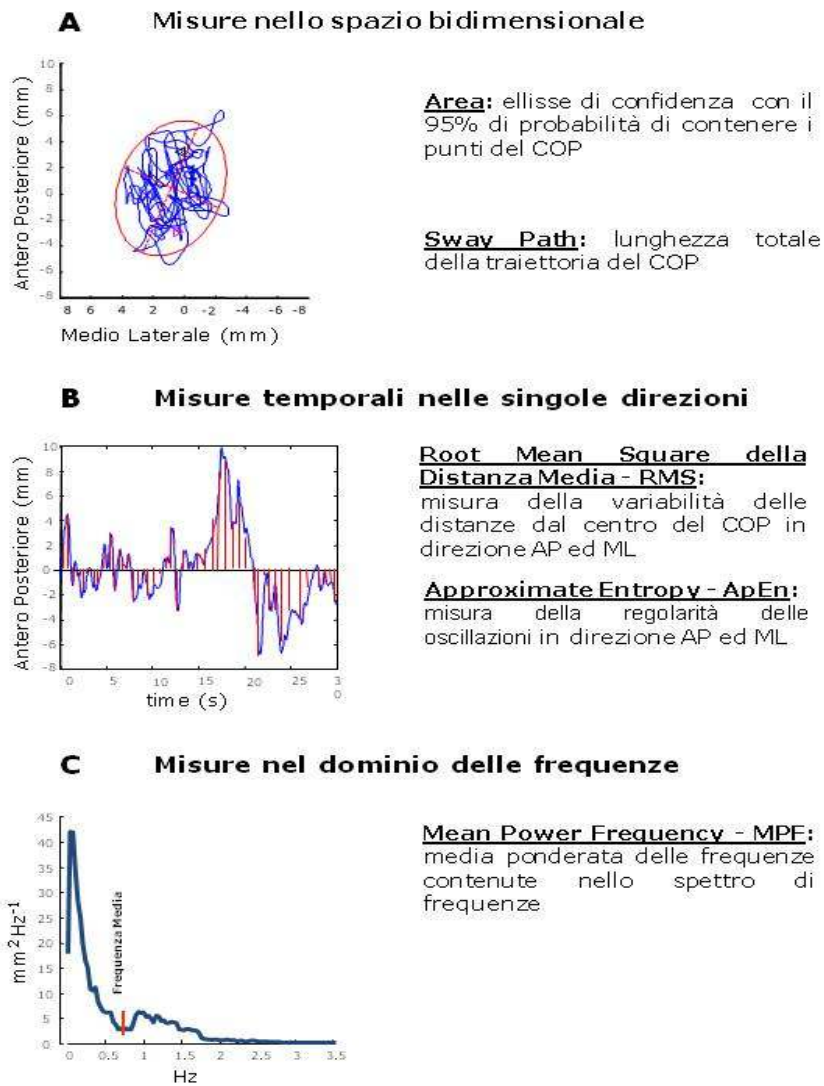 A Misure nello spazio bidimensionale
Antero Posteriore (mm)
10
8
6
4
2
0
-2
-4
-6
-8
8 6 4 2 0 -2 -4 -6 -8
Medio Laterale (mm)
Area: ellisse di confidenza con il
95% di probabilità di contenere i
punti del COP
Sway Path: lunghezza totale
della traiettoria del COP
B Misure temporali nelle singole direzioni
Antero Posteriore (mm)
10
8
6
4
2
0
-2
-4
-6
-8
0 5 10 15 20 25 3
0
time (s)
Root Mean Square della
Distanza Media - RMS:
misura della variabilità delle
distanze dal centro del COP in
direzione AP ed ML
Approximate Entropy - ApEn:
misura della regolarità delle
oscillazioni in direzione AP ed ML
C Misure nel dominio delle frequenze
mm2Hz-1
45
40
35
30
25
20
15
10
5
0
Frequenza Media
0 0.5 1 1.5 2 2.5 3 3.5
Hz
Mean Power Frequency - MPF:
media ponderata delle frequenze
contenute nello spettro di
frequenze